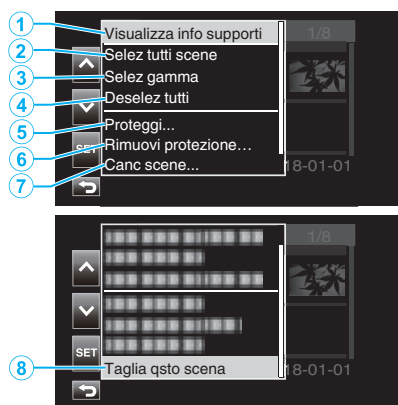 1 Visualizza info supporti 1/8
2 Selez tutti scene
3 Selez gamma
4 Deselez tutti
5 Proteggi...
6 SET Rimuovi protezione...
7 Canc scene... 18-01-01
1/8
SET
8 Taglia qsto scena 18-01-01